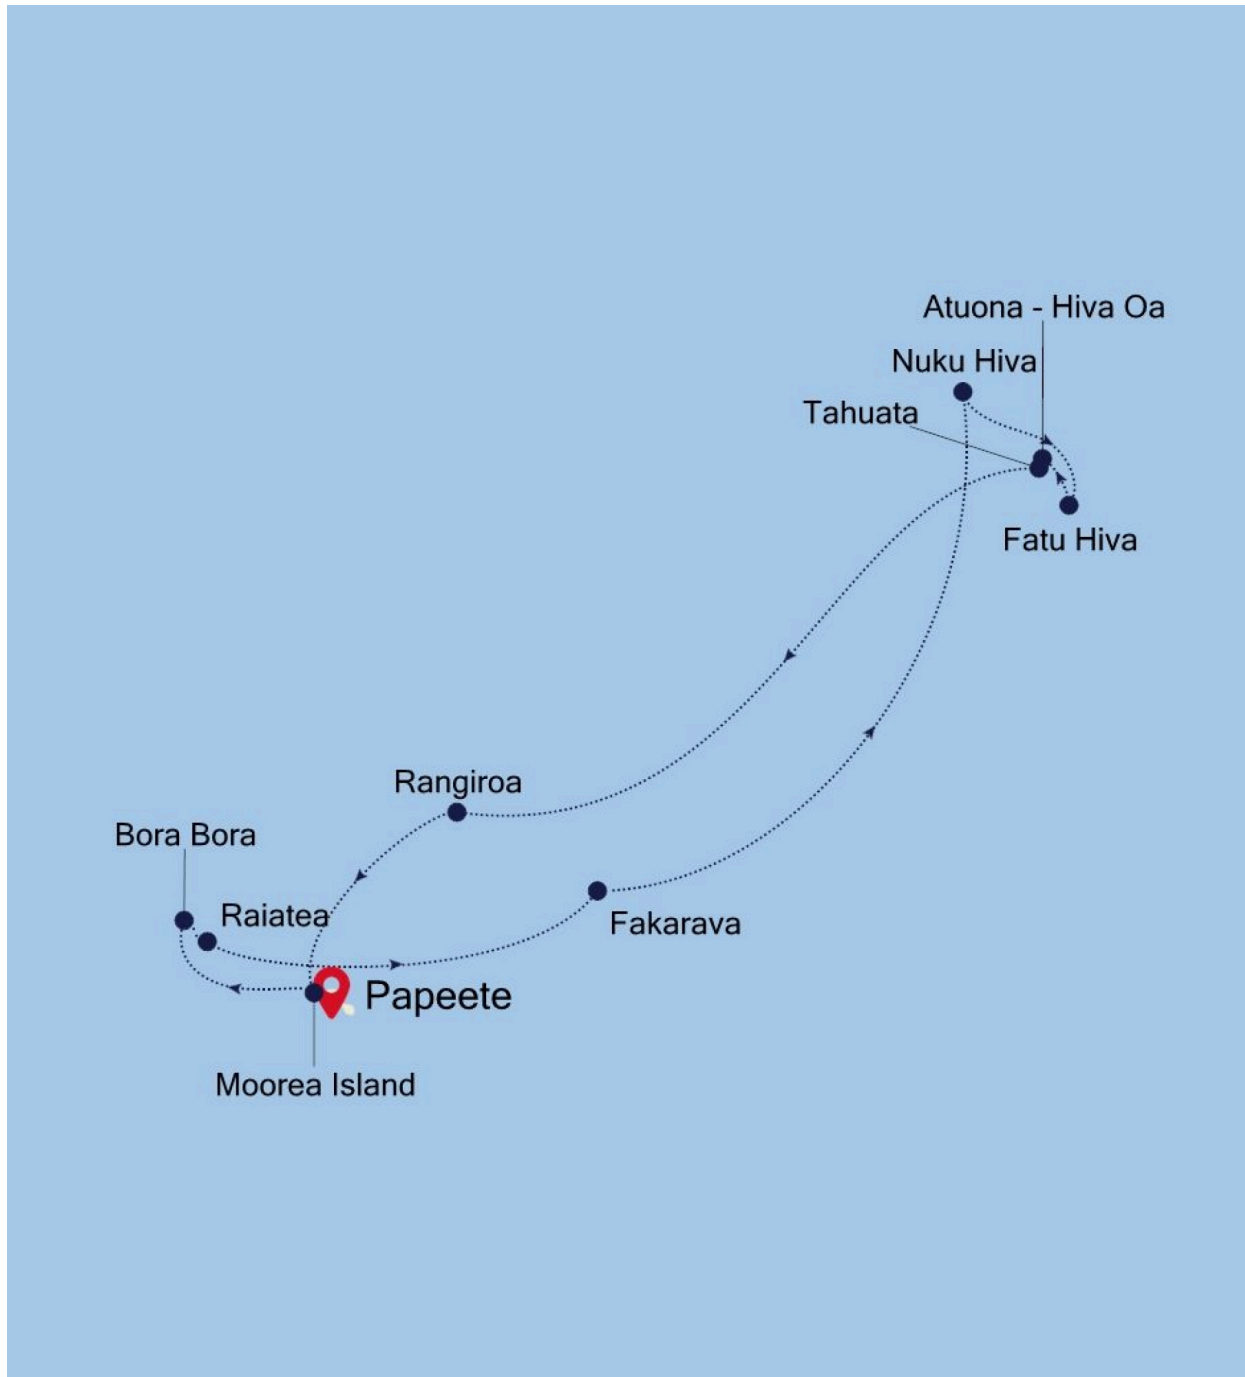 Atuona - Hiva Oa
Nuku Hiva
Tahuata
Fatu Hiva
Rangiroa
Bora Bora
Raiatea
Fakarava
Papeete
Moorea Island